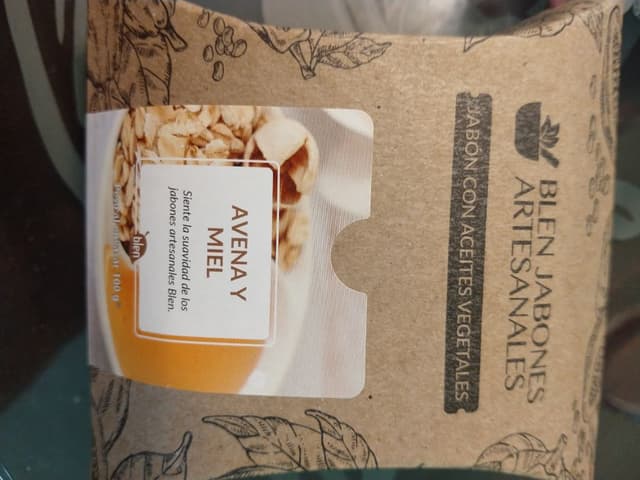 BLEN JABONES
ARTESANALES
JABÓN CON ACEITES VEGETALES
AVENA Y
MIEL
Siente la suavidad de los
jabones artesanales Blen.
blen
100 g